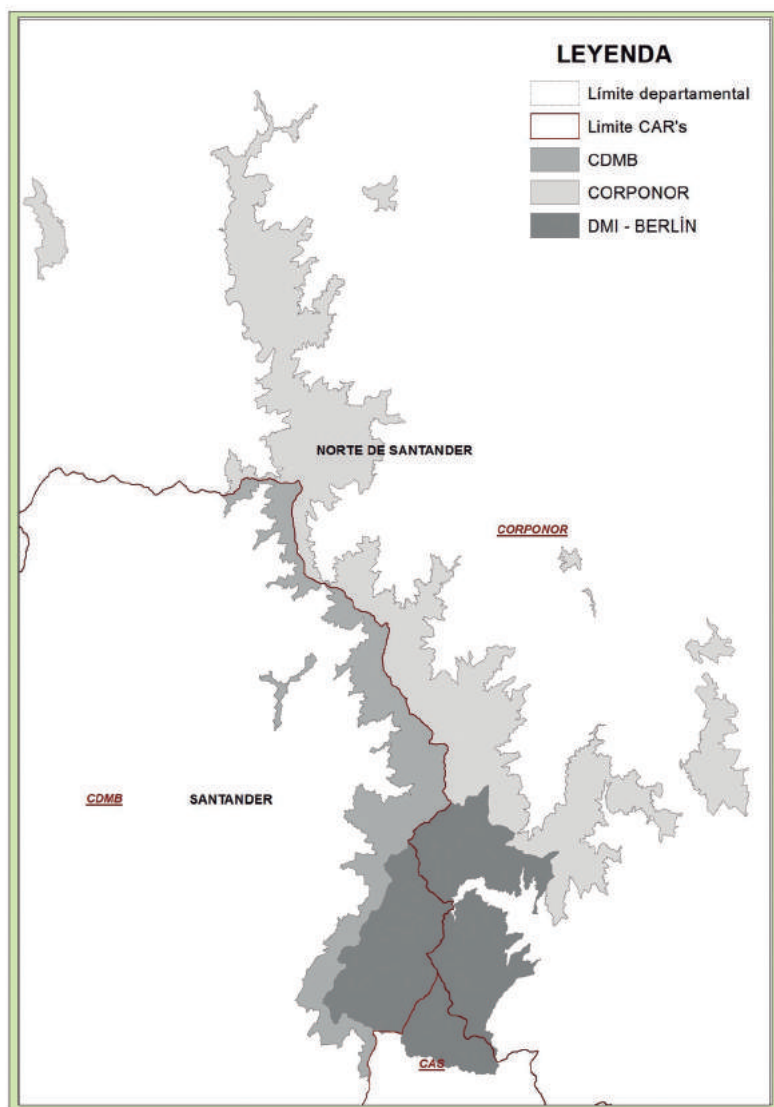 LEYENDA
Límite departamental
Limite CAR's
CDMB
CORPONOR
DMI - BERLÍN
NORTE DE SANTANDER
CORPONOR
CDMB
SANTANDER
CAS